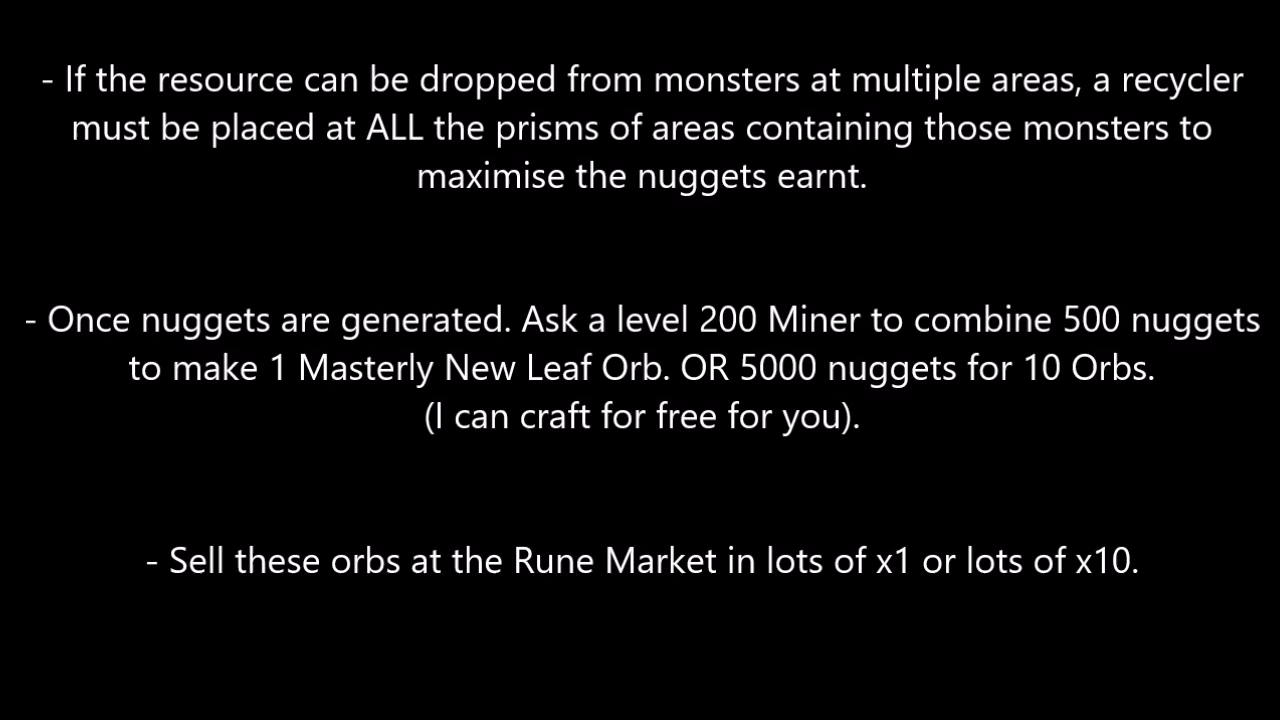 - If the resource can be dropped from monsters at multiple areas, a recycler
must be placed at ALL the prisms of areas containing those monsters to
maximise the nuggets earnt.
- Once nuggets are generated. Ask a level 200 Miner to combine 500 nuggets
to make 1 Masterly New Leaf Orb. OR 5000 nuggets for 10 Orbs.
(I can craft for free for you).
- Sell these orbs at the Rune Market in lots of x1 or lots of x10.